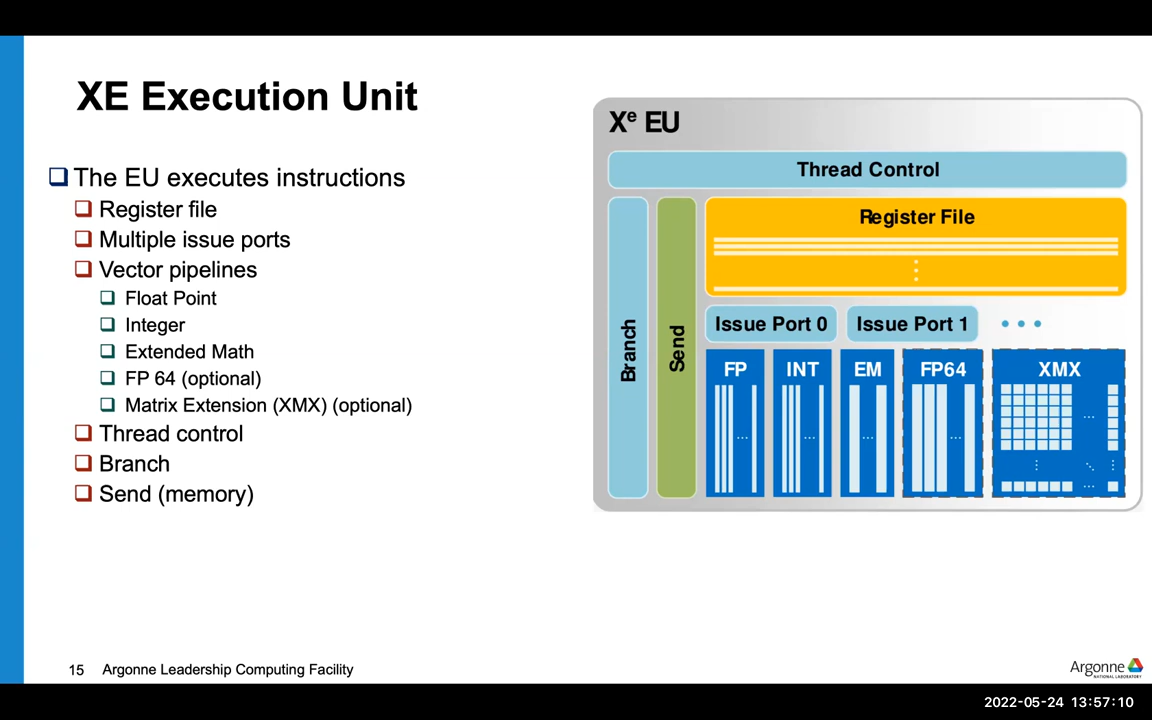 XE Execution Unit
The EU executes instructions
Register file
Multiple issue ports
Vector pipelines
Float Point
Integer
Extended Math
FP 64 (optional)
Matrix Extension (XMX) (optional)
Thread control
Branch
Send (memory)
Xe EU
Thread Control
Branch
Send
Register File
Issue Port 0 Issue Port 1
FP INT EM FP64 XMX
15 Argonne Leadership Computing Facility
Argonne
NATIONAL LABORATORY
2022-05-24 13:57:10